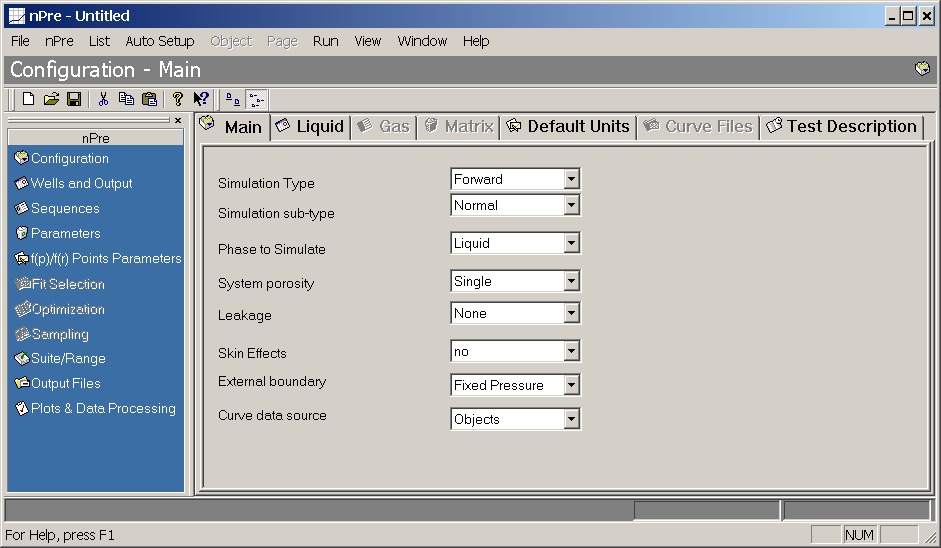 nPre - Untitled
File nPre List Auto Setup Object Page Run View Window Help
Configuration - Main
nPre
Configuration
Wells and Output
Sequences
Parameters
f(p)/f(r) Points Parameters
Fit Selection
Optimization
Sampling
Suite/Range
Output Files
Plots & Data Processing
Main Liquid Gas Matrix Default Units Curve Files Test Description
Simulation Type Forward
Simulation sub-type Normal
Phase to Simulate Liquid
System porosity Single
Leakage None
Skin Effects no
External boundary Fixed Pressure
Curve data source Objects
For Help, press F1 NUM